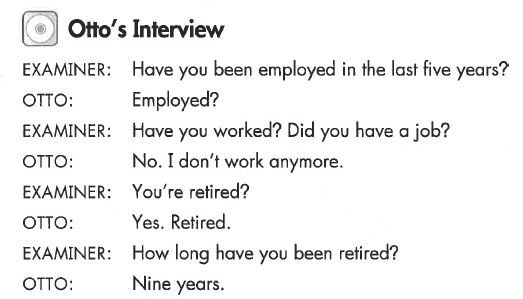 Otto's Interview
EXAMINER: Have you been employed in the last five years?
OTTO: Employed?
EXAMINER: Have you worked? Did you have a job?
OTTO: No. I don't work anymore.
EXAMINER: You're retired?
OTTO: Yes. Retired.
EXAMINER: How long have you been retired?
OTTO: Nine years.